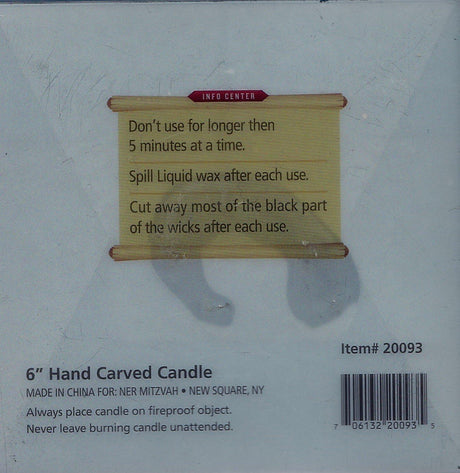 INFO CENTER
Don't use for longer then
5 minutes at a time.
Spill Liquid wax after each use.
Cut away most of the black part
of the wicks after each use.
Item# 20093
6" Hand Carved Candle
MADE IN CHINA FOR: NER MITZVAH • NEW SQUARE, NY
Always place candle on fireproof object.
Never leave burning candle unattended.
7 06132 20093 5